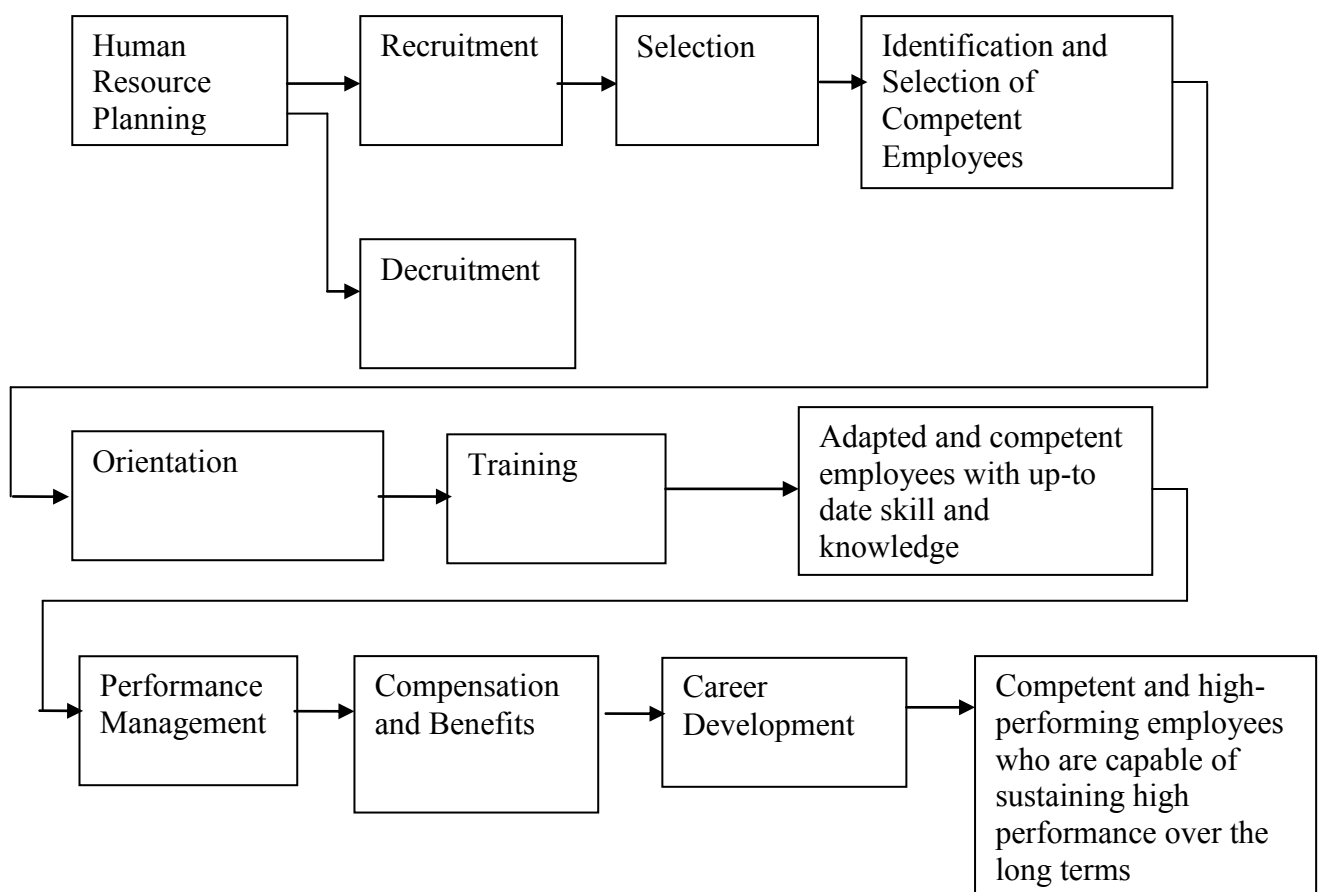 Human
Resource
Planning
Recruitment
Selection
Identification and
Selection of
Competent
Employees
Decruitment
Orientation
Training
Adapted and competent
employees with up-to
date skill and
knowledge
Performance
Management
Compensation
and Benefits
Career
Development
Competent and high-
performing employees
who are capable of
sustaining high
performance over the
long terms